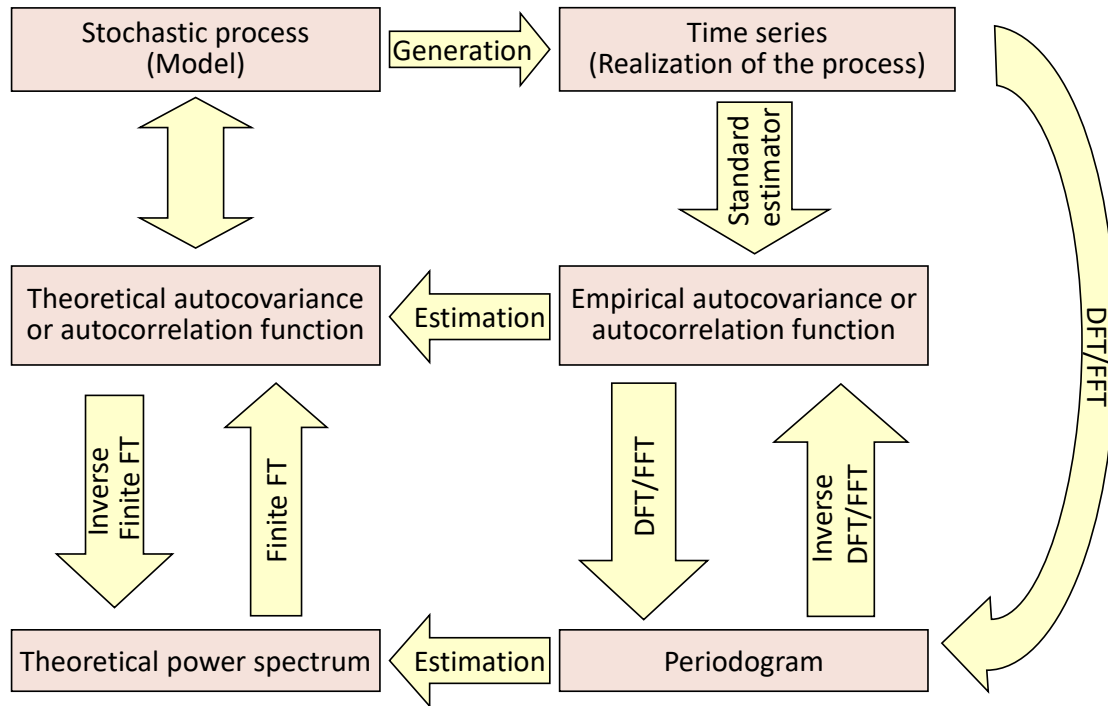 Stochastic process
(Model)
Generation
Time series
(Realization of the process)
Standard
estimator
Theoretical autocovariance
or autocorrelation function
Estimation
Empirical autocovariance or
autocorrelation function
DFT/FFT
Inverse
Finite FT
Finite FT
DFT/FFT
Inverse
DFT/FFT
Theoretical power spectrum
Estimation
Periodogram